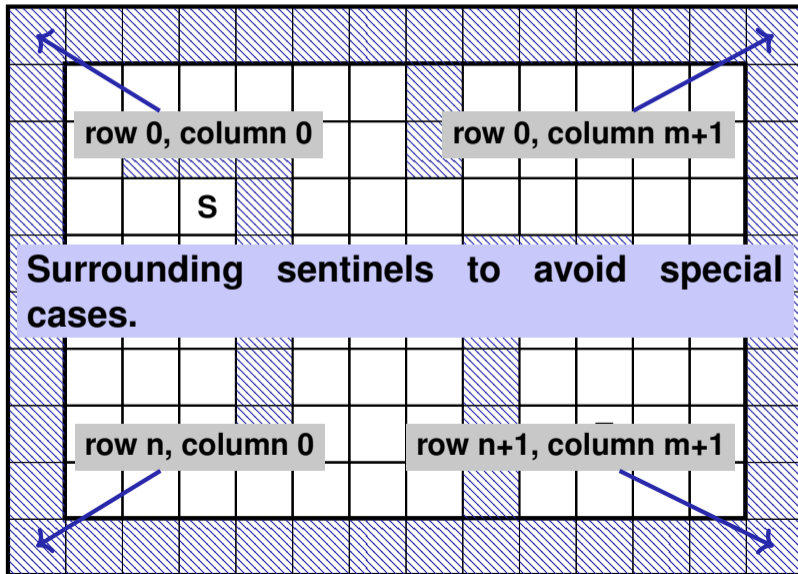 row 0, column 0
row 0, column m+1
S
Surrounding sentinels to avoid special
cases.
row n, column 0
row n+1, column m+1